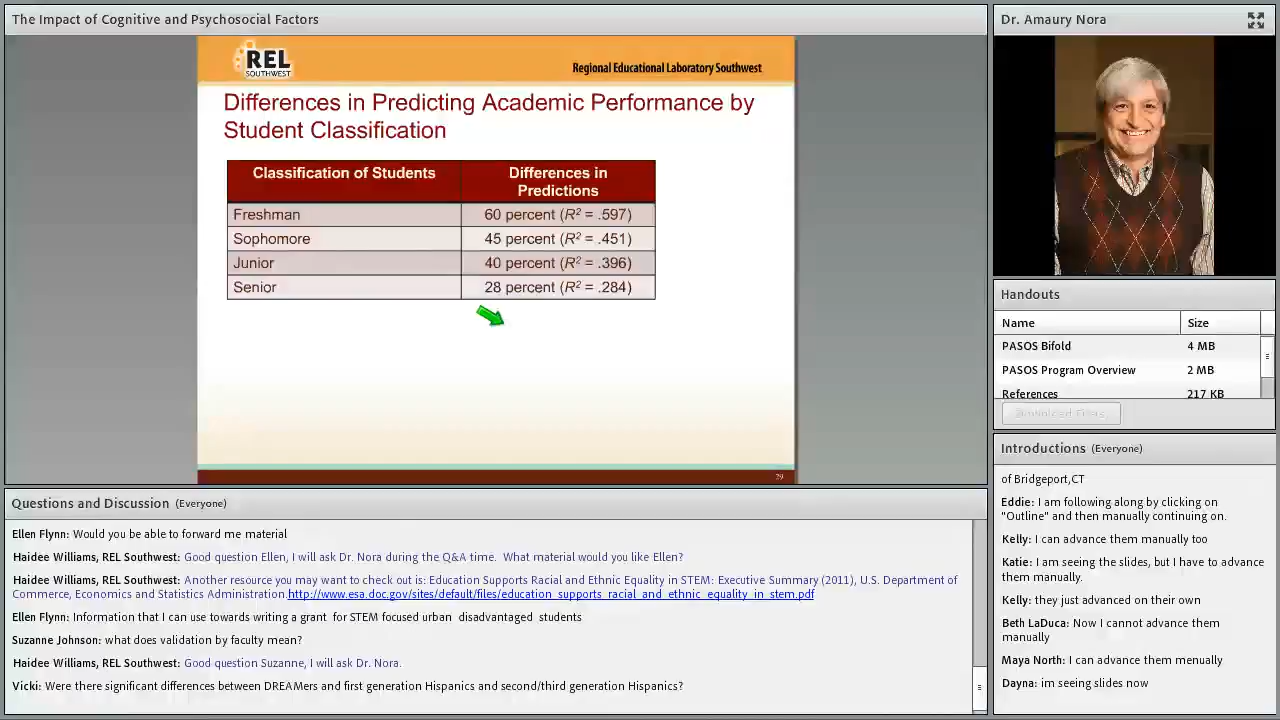 The Impact of Cognitive and Psychosocial Factors
REL
SOUTHWEST
Regional Educational Laboratory Southwest
Differences in Predicting Academic Performance by
Student Classification
Classification of Students
Differences in
Predictions
Freshman
60 percent (R² = .597)
Sophomore
45 percent (R² = .451)
Junior
40 percent (R² = .396)
Senior
28 percent (R² = .284)
29
Questions and Discussion (Everyone)
Ellen Flynn: Would you be able to forward me material
Haidee Williams, REL Southwest: Good question Ellen, I will ask Dr. Nora during the Q&A time. What material would you like Ellen?
Haidee Williams, REL Southwest: Another resource you may want to check out is: Education Supports Racial and Ethnic Equality in STEM: Executive Summary (2011), U.S. Department of
Commerce, Economics and Statistics Administration.http://www.esa.doc.gov/sites/default/files/education_supports_racial_and_ethnic_equality_in_stem.pdf
Ellen Flynn: Information that I can use towards writing a grant for STEM focused urban disadvantaged students
Suzanne Johnson: what does validation by faculty mean?
Haidee Williams, REL Southwest: Good question Suzanne, I will ask Dr. Nora.
Vicki: Were there significant differences between DREAMers and first generation Hispanics and second/third generation Hispanics?
Dr. Amaury Nora
Handouts
Name
Size
PASOS Bifold
4 MB
PASOS Program Overview
2 MB
References
217 KB
Download Files
Introductions (Everyone)
of Bridgeport,CT
Eddie: I am following along by clicking on
"Outline" and then manually continuing on.
Kelly: I can advance them manually too
Katie: I am seeing the slides, but I have to advance
them manually.
Kelly: they just advanced on their own
Beth LaDuca: Now I cannot advance them
manually
Maya North: I can advance them menually
Dayna: im seeing slides now